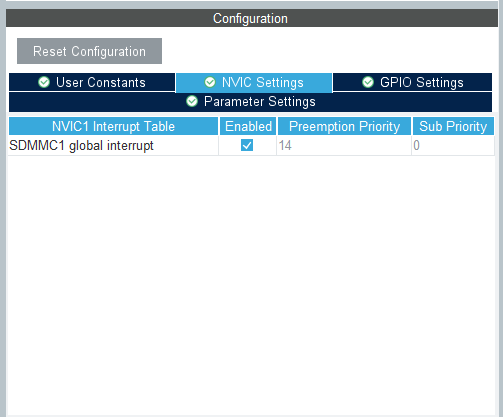 Configuration
Reset Configuration
User Constants NVIC Settings GPIO Settings
Parameter Settings
NVIC1 Interrupt Table Enabled Preemption Priority Sub Priority
SDMMC1 global interrupt 14 0